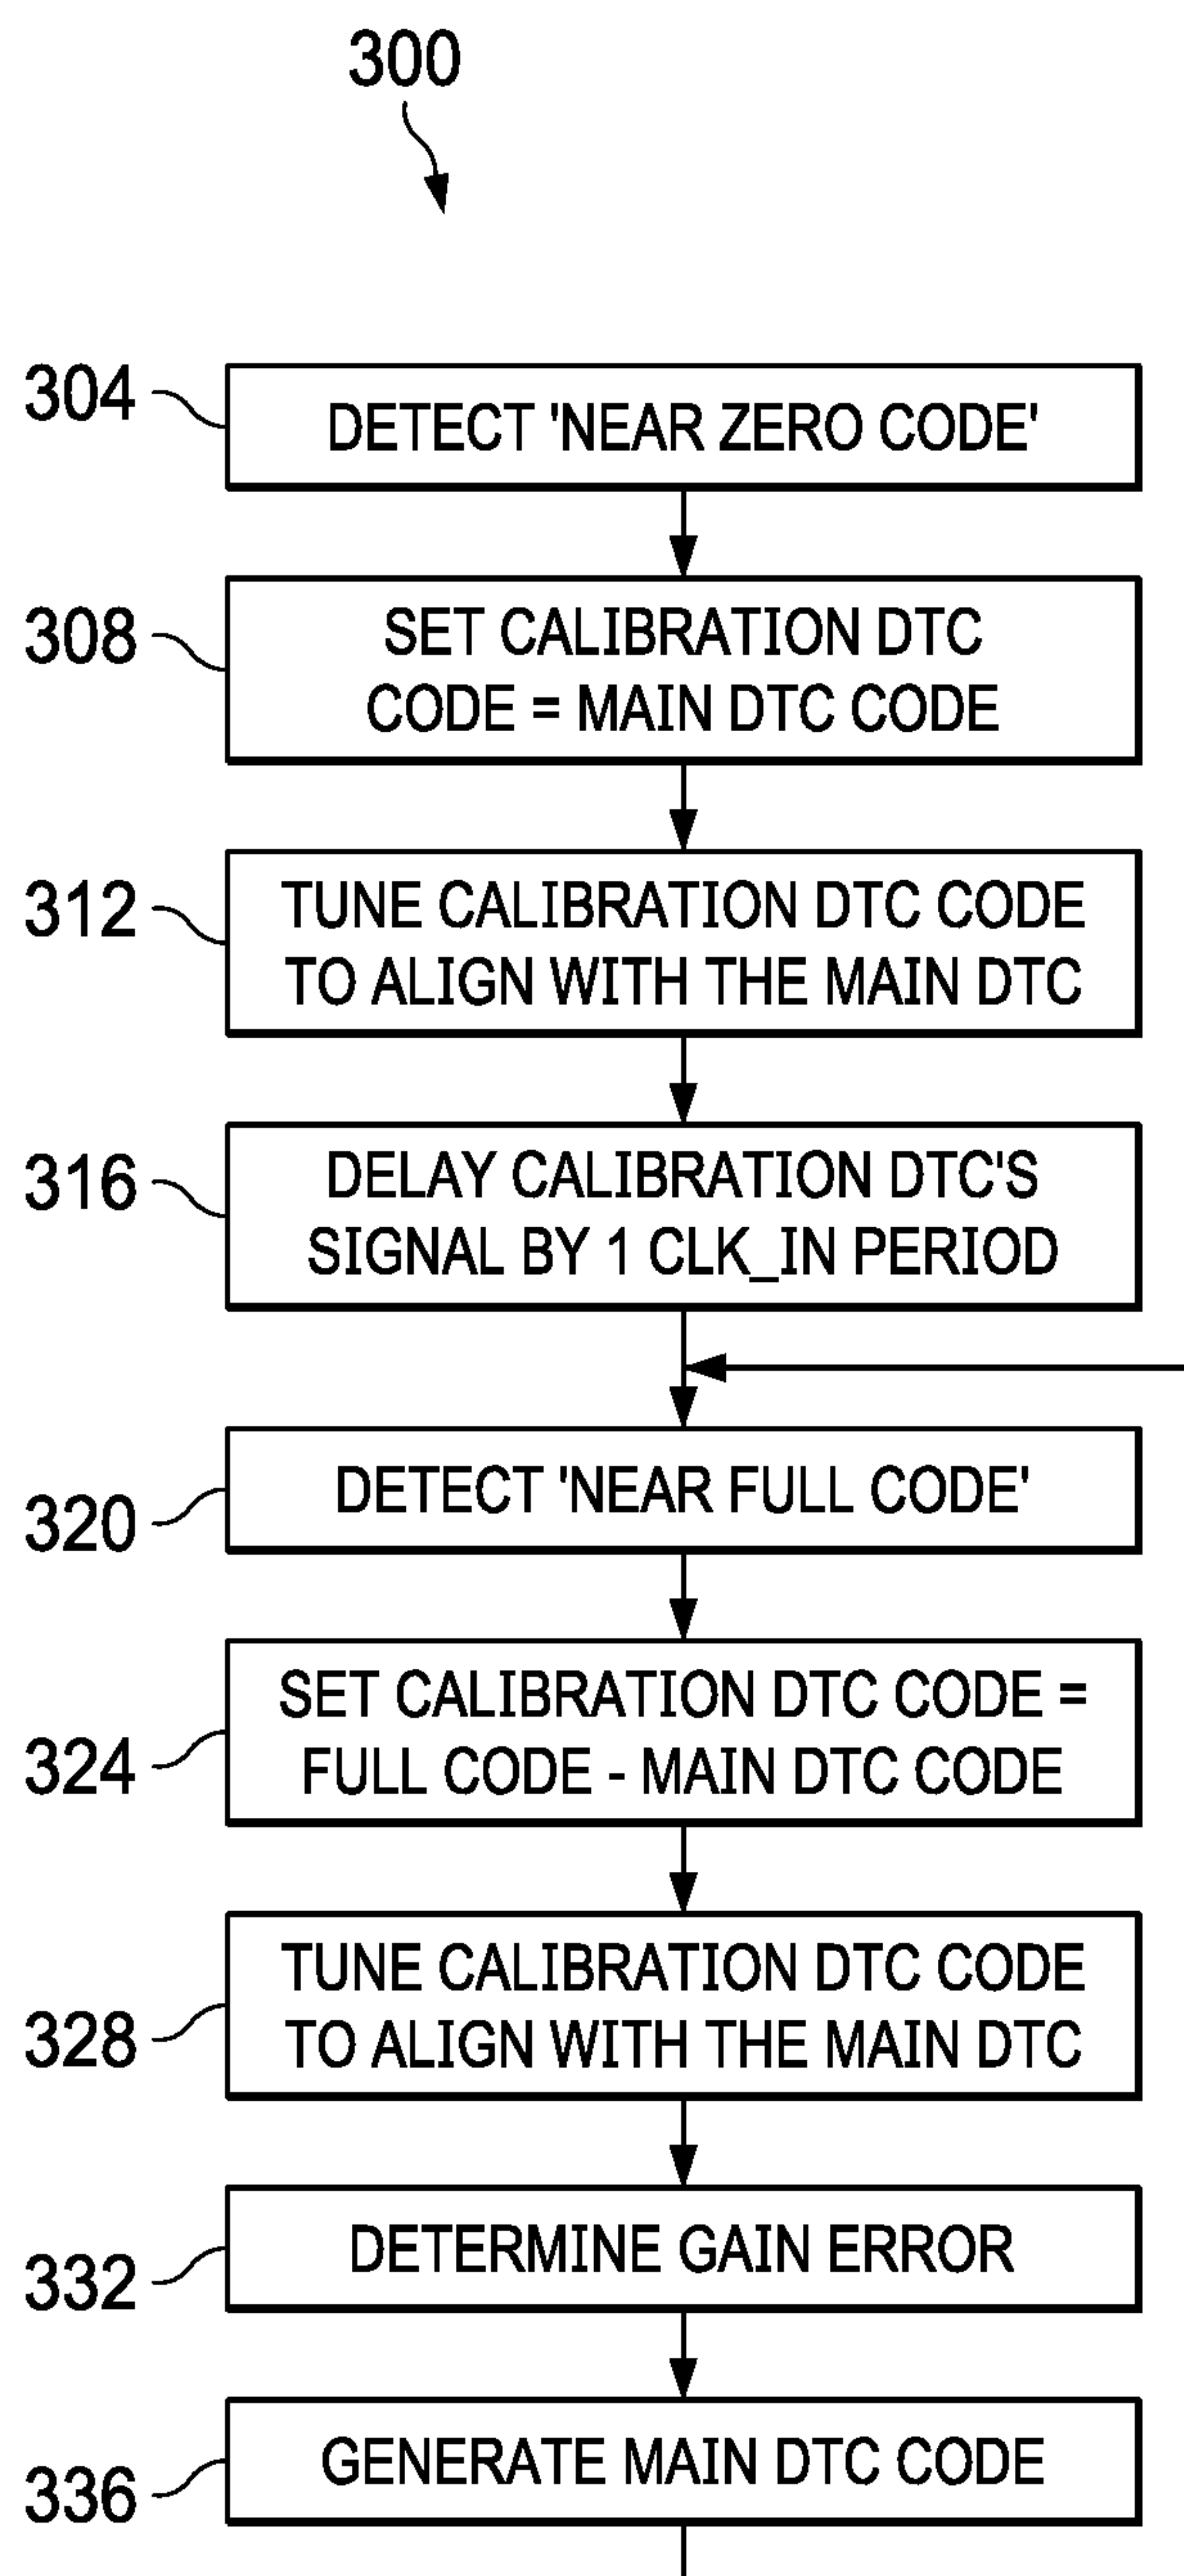 300
304
DETECT 'NEAR ZERO CODE'
308
SET CALIBRATION DTC
CODE = MAIN DTC CODE
312
TUNE CALIBRATION DTC CODE
TO ALIGN WITH THE MAIN DTC
316
DELAY CALIBRATION DTC'S
SIGNAL BY 1 CLK_IN PERIOD
320
DETECT 'NEAR FULL CODE'
324
SET CALIBRATION DTC CODE =
FULL CODE - MAIN DTC CODE
328
TUNE CALIBRATION DTC CODE
TO ALIGN WITH THE MAIN DTC
332
DETERMINE GAIN ERROR
336
GENERATE MAIN DTC CODE